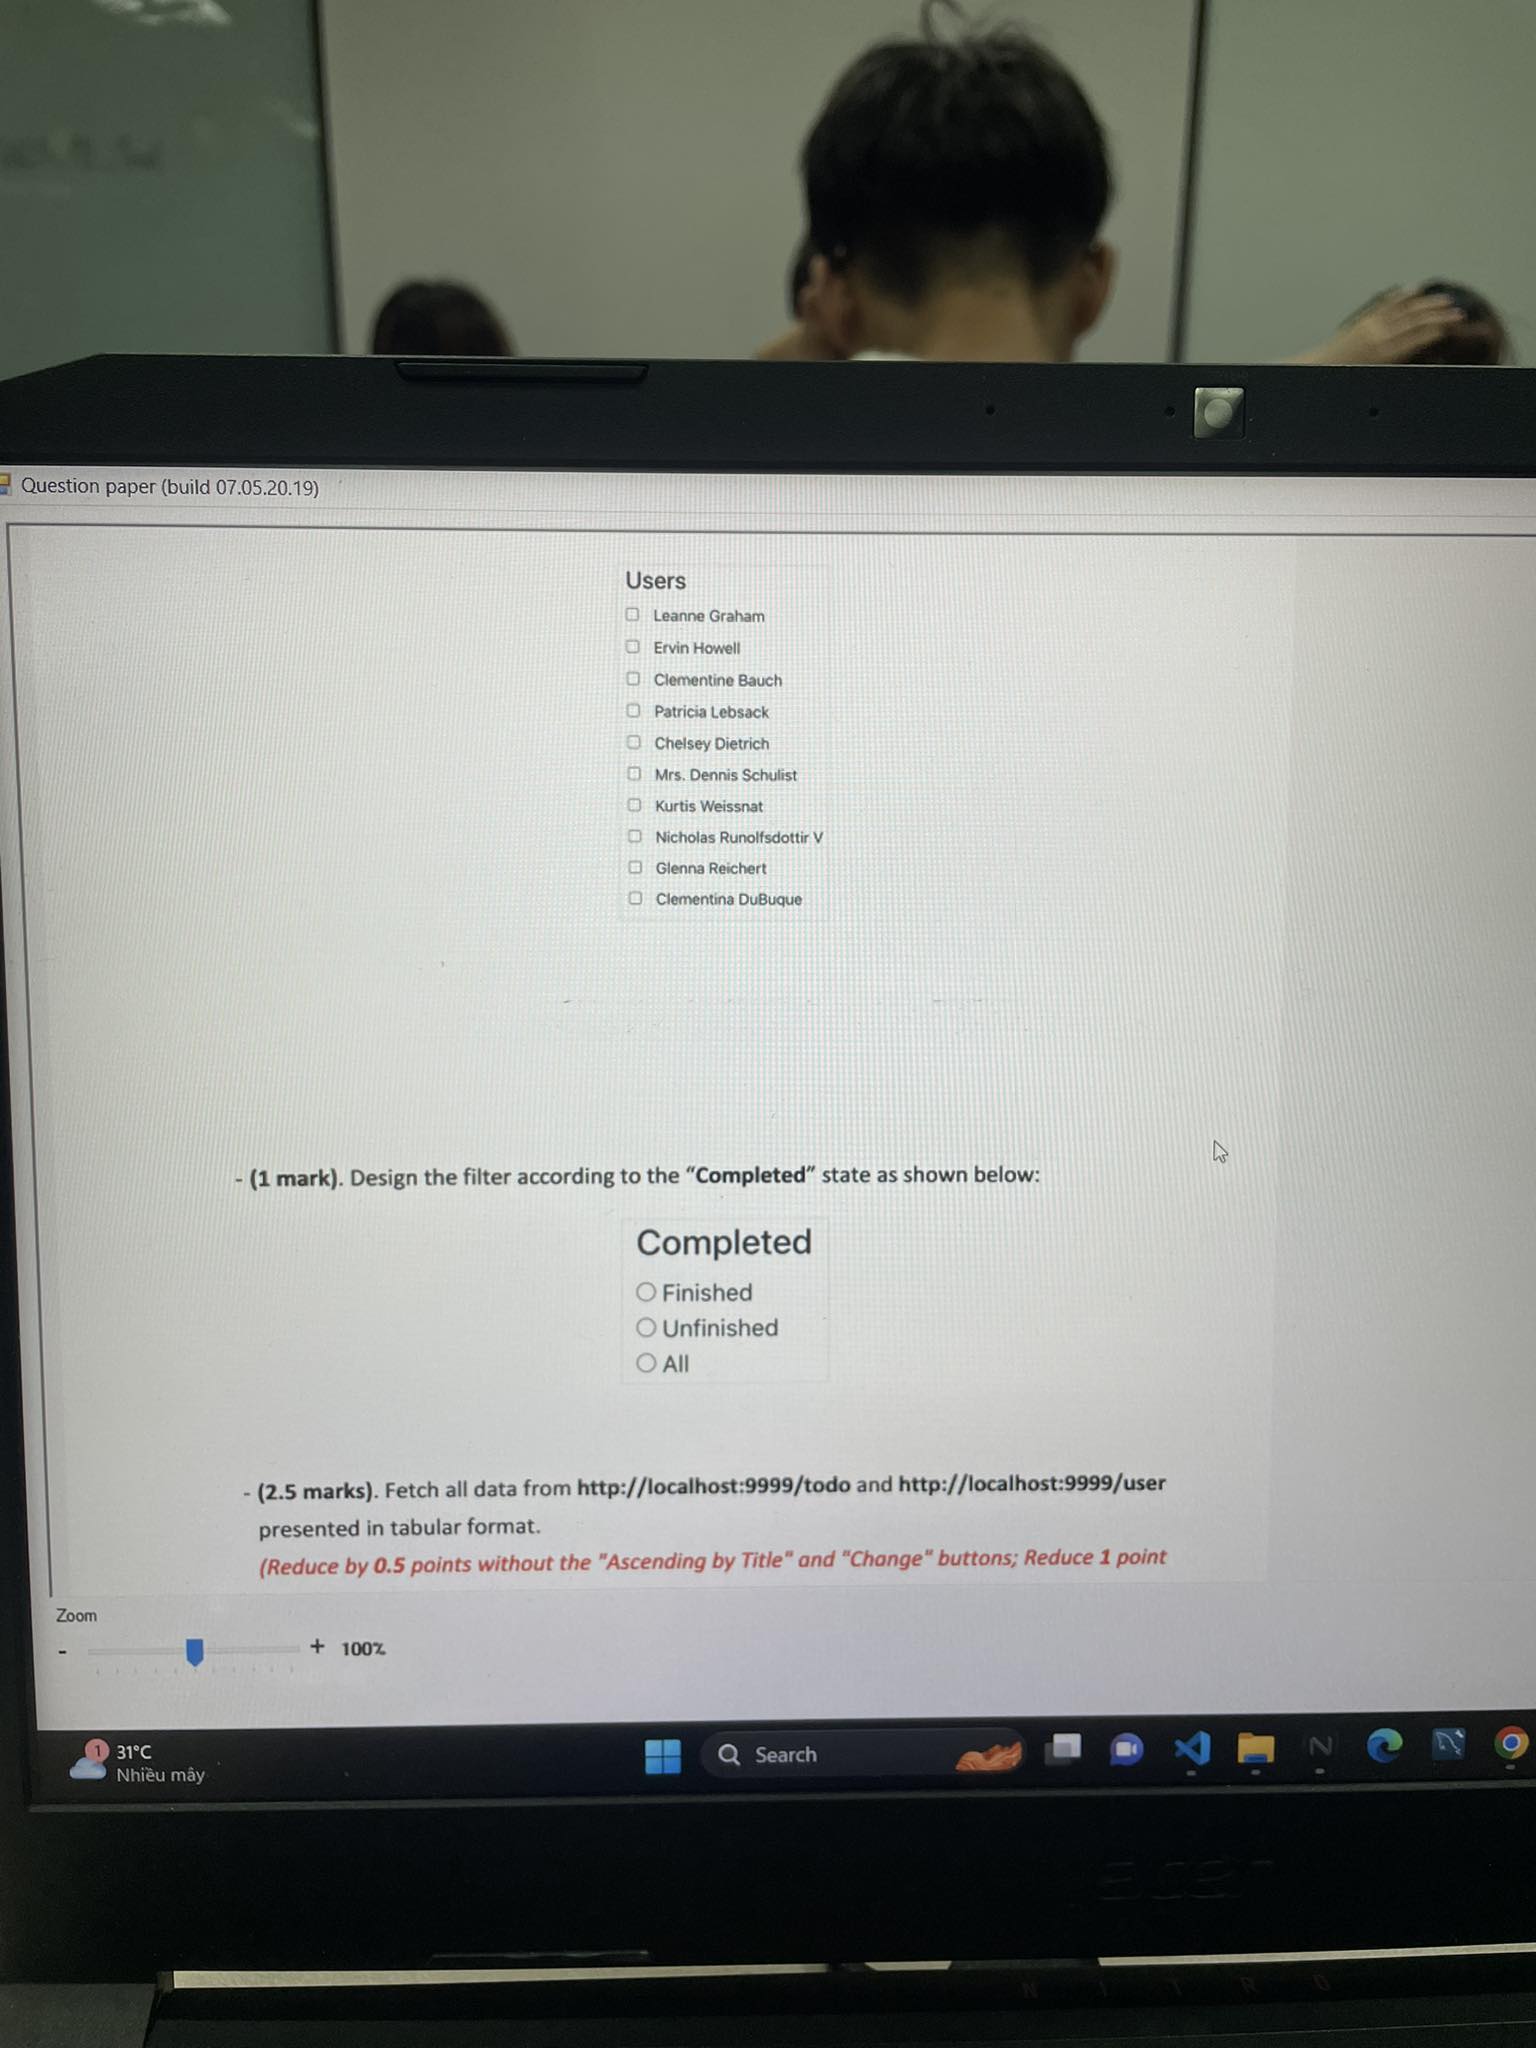 Question paper (build 07.05.20.19)
Users
Leanne Graham
Ervin Howell
Clementine Bauch
Patricia Lebsack
Chelsey Dietrich
Mrs. Dennis Schulist
Kurtis Weissnat
Nicholas Runolfsdottir V
Glenna Reichert
Clementina DuBuque
- (1 mark). Design the filter according to the “Completed” state as shown below:
Completed
Finished
Unfinished
All
- (2.5 marks). Fetch all data from http://localhost:9999/todo and http://localhost:9999/user
presented in tabular format.
(Reduce by 0.5 points without the "Ascending by Title" and "Change" buttons; Reduce 1 point
Zoom
- + 100%
1 31°C
Nhiều mây
Search
acer
N I T R O